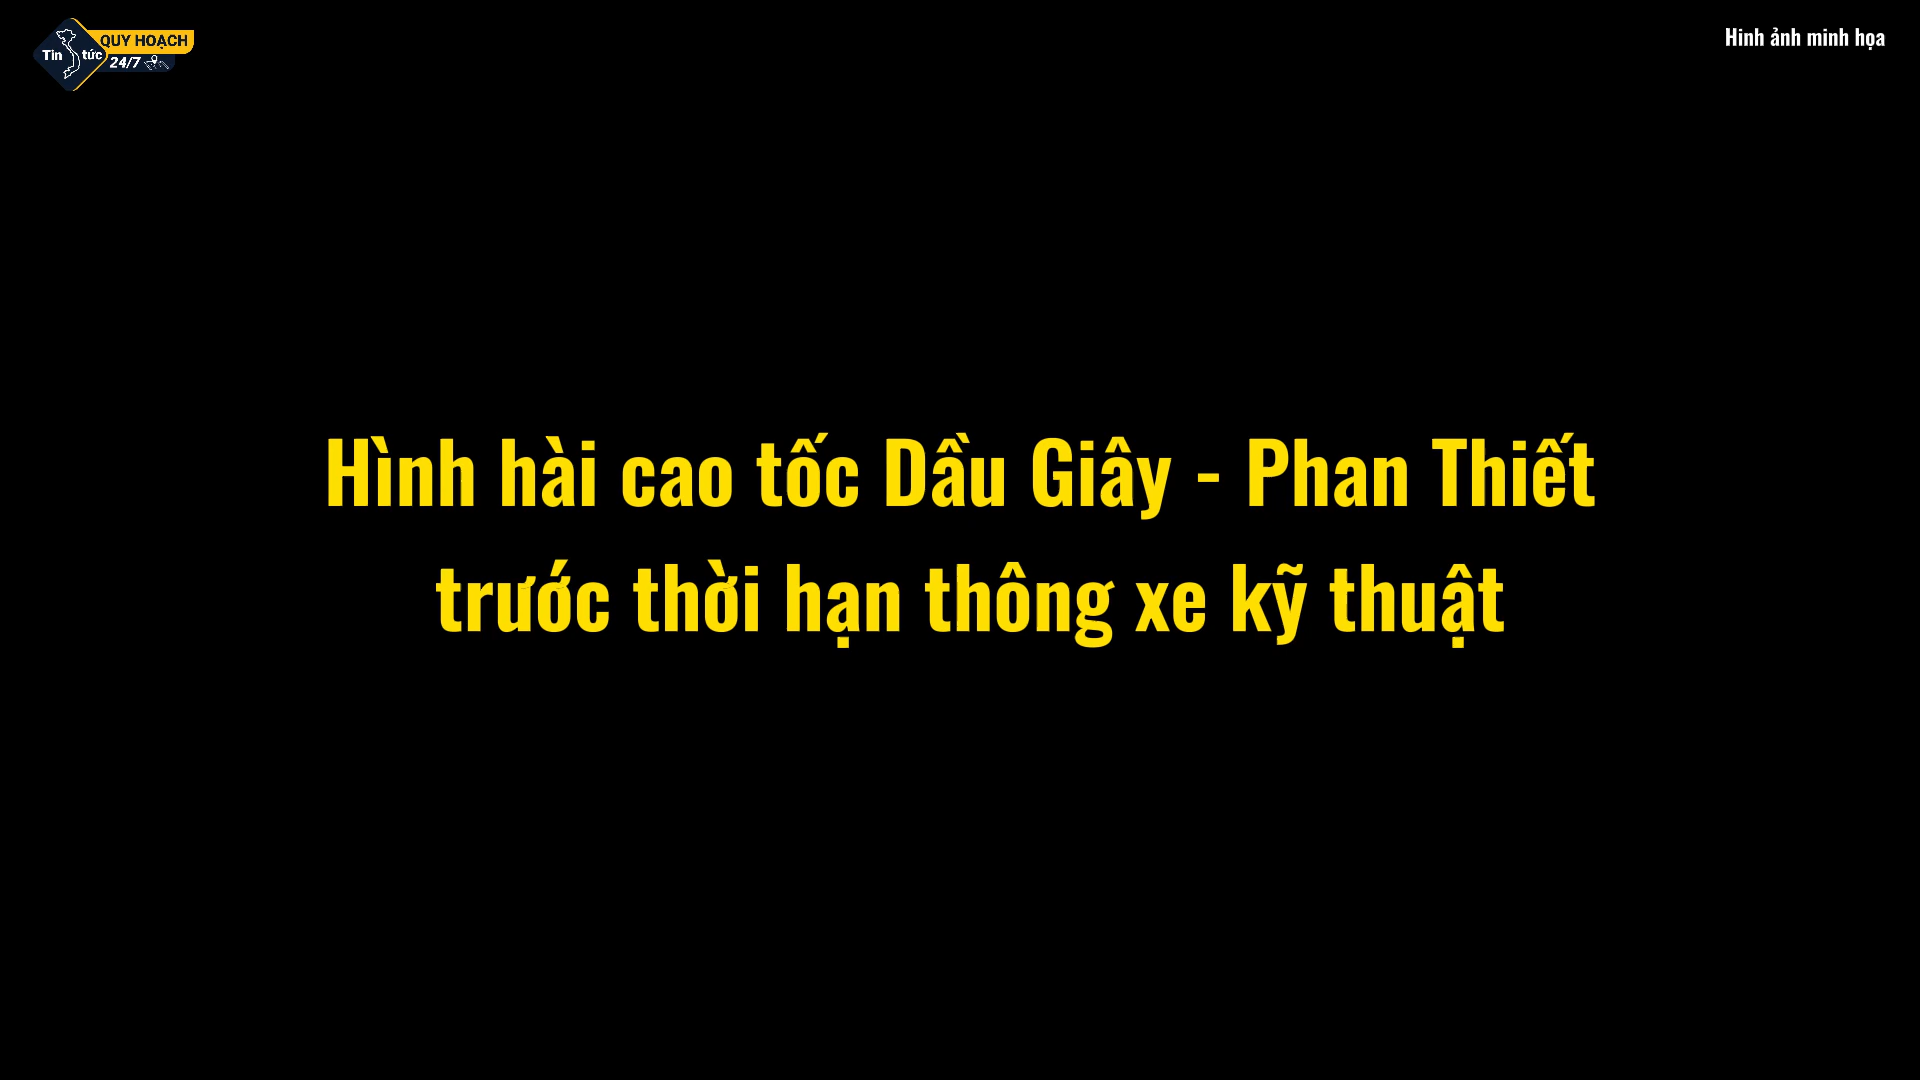 QUY HOẠCH
Tin tức
24/7
Hình ảnh minh họa
Hình hài cao tốc Dầu Giây - Phan Thiết
trước thời hạn thông xe kỹ thuật